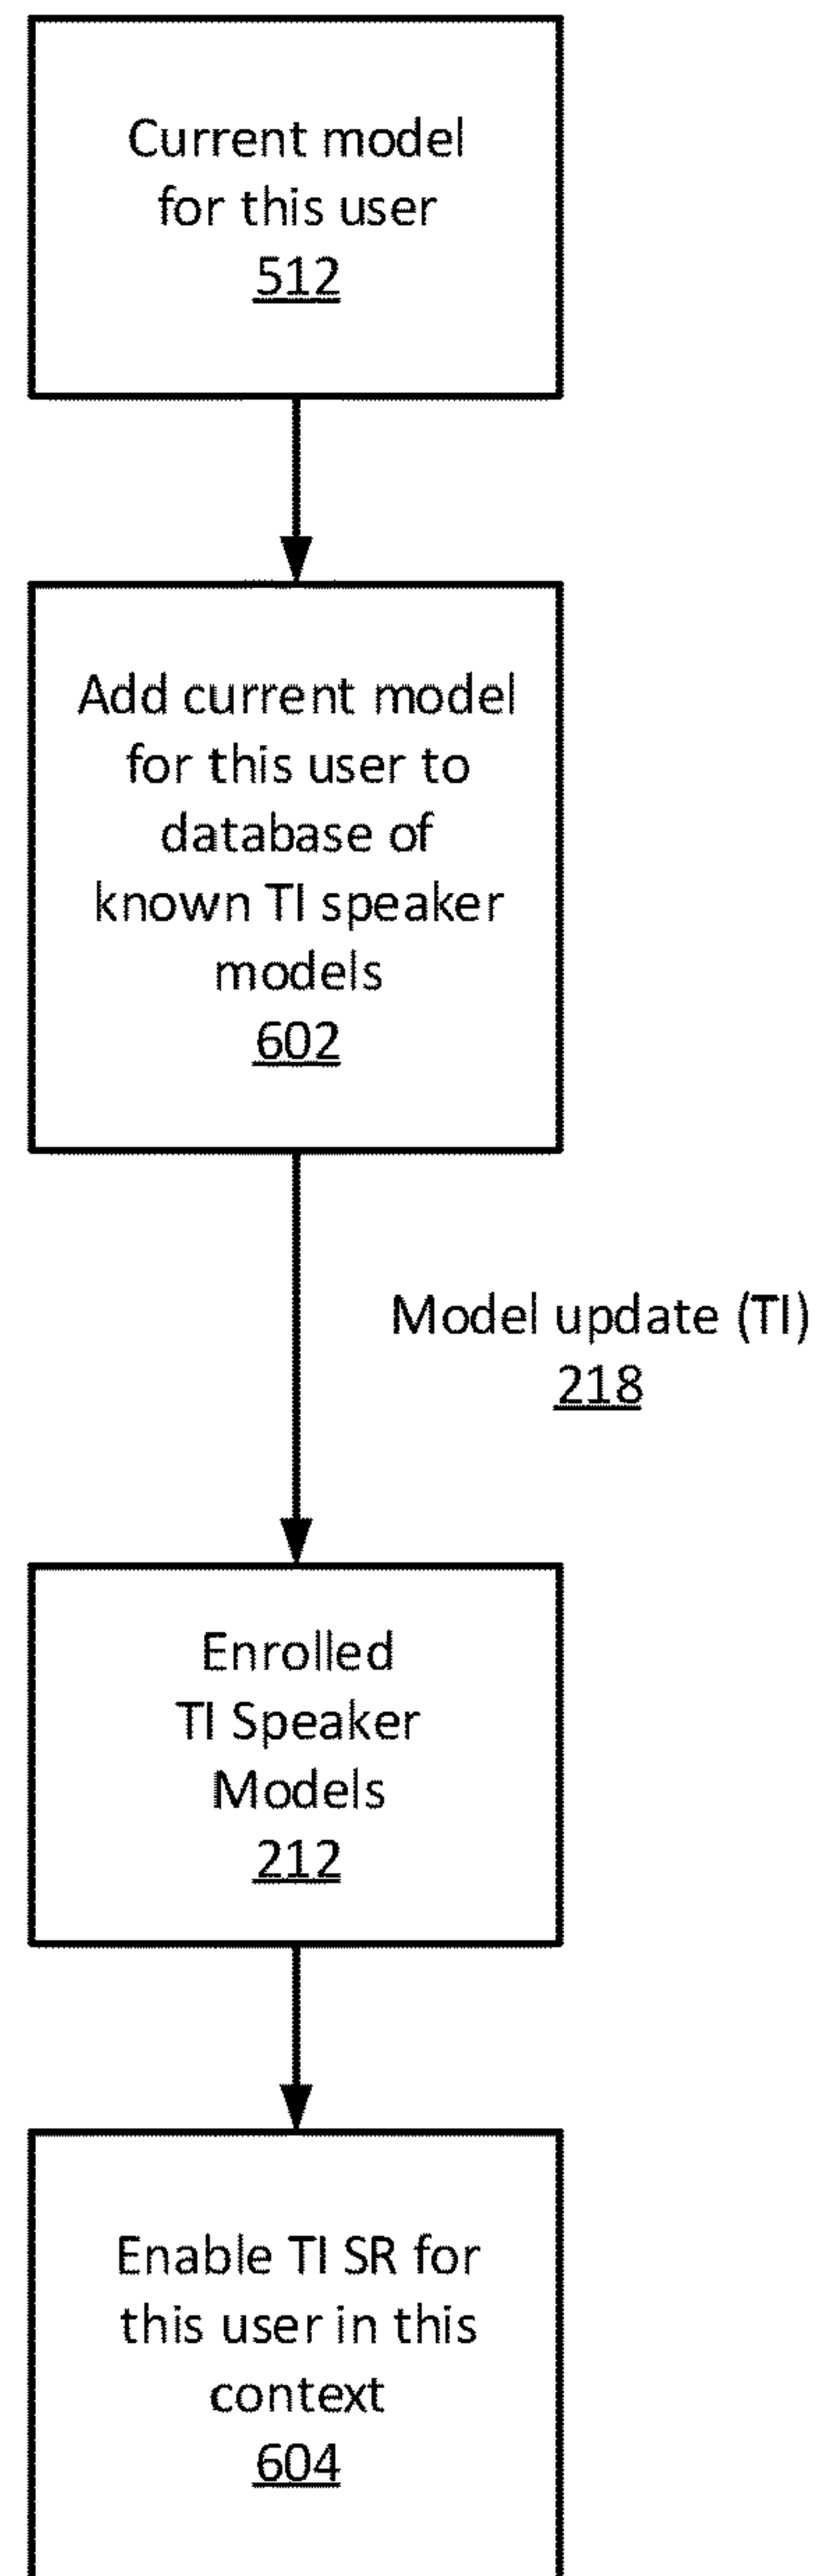 Current model
for this user
512
Add current model
for this user to
database of
known TI speaker
models
602
Model update (TI)
218
Enrolled
TI Speaker
Models
212
Enable TI SR for
this user in this
context
604